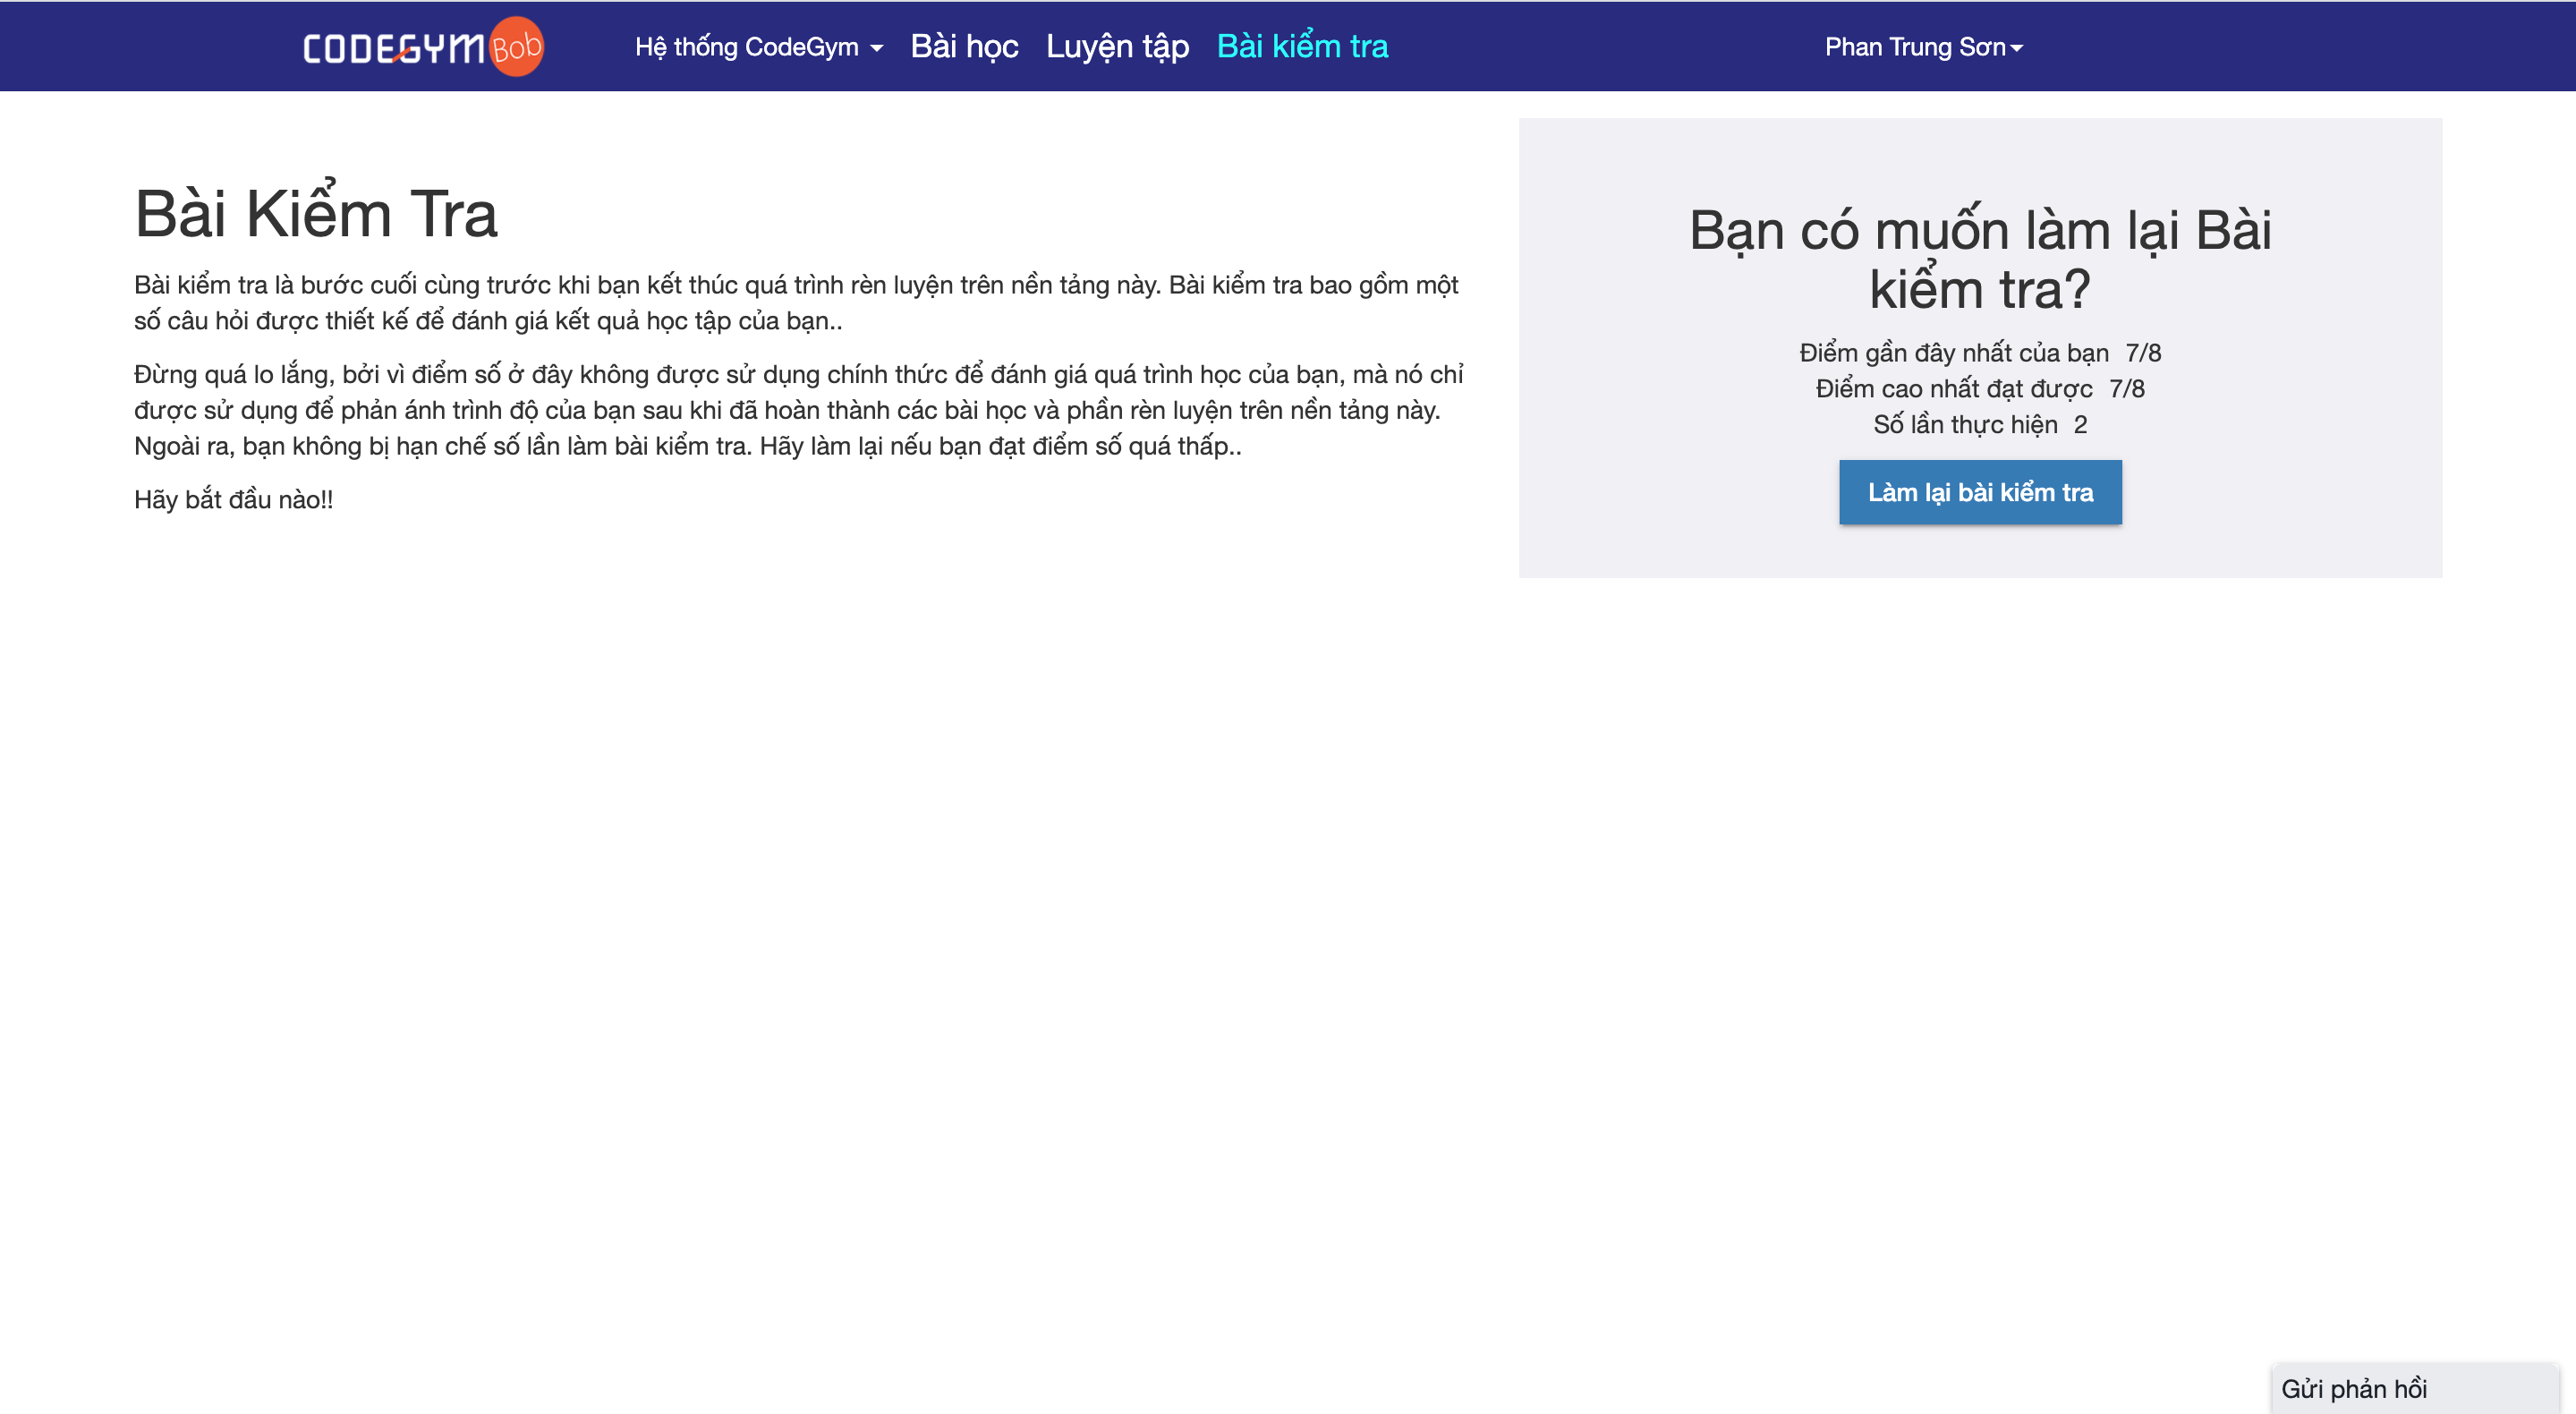 CODEGYM Bob
Hệ thống CodeGym
Bài học
Luyện tập
Bài kiểm tra
Phan Trung Sơn
Bài Kiểm Tra
Bài kiểm tra là bước cuối cùng trước khi bạn kết thúc quá trình rèn luyện trên nền tảng này. Bài kiểm tra bao gồm một
số câu hỏi được thiết kế để đánh giá kết quả học tập của bạn..
Đừng quá lo lắng, bởi vì điểm số ở đây không được sử dụng chính thức để đánh giá quá trình học của bạn, mà nó chỉ
được sử dụng để phản ánh trình độ của bạn sau khi đã hoàn thành các bài học và phần rèn luyện trên nền tảng này.
Ngoài ra, bạn không bị hạn chế số lần làm bài kiểm tra. Hãy làm lại nếu bạn đạt điểm số quá thấp..
Hãy bắt đầu nào!!
Bạn có muốn làm lại Bài
kiểm tra?
Điểm gần đây nhất của bạn 7/8
Điểm cao nhất đạt được 7/8
Số lần thực hiện 2
Làm lại bài kiểm tra
Gửi phản hồi